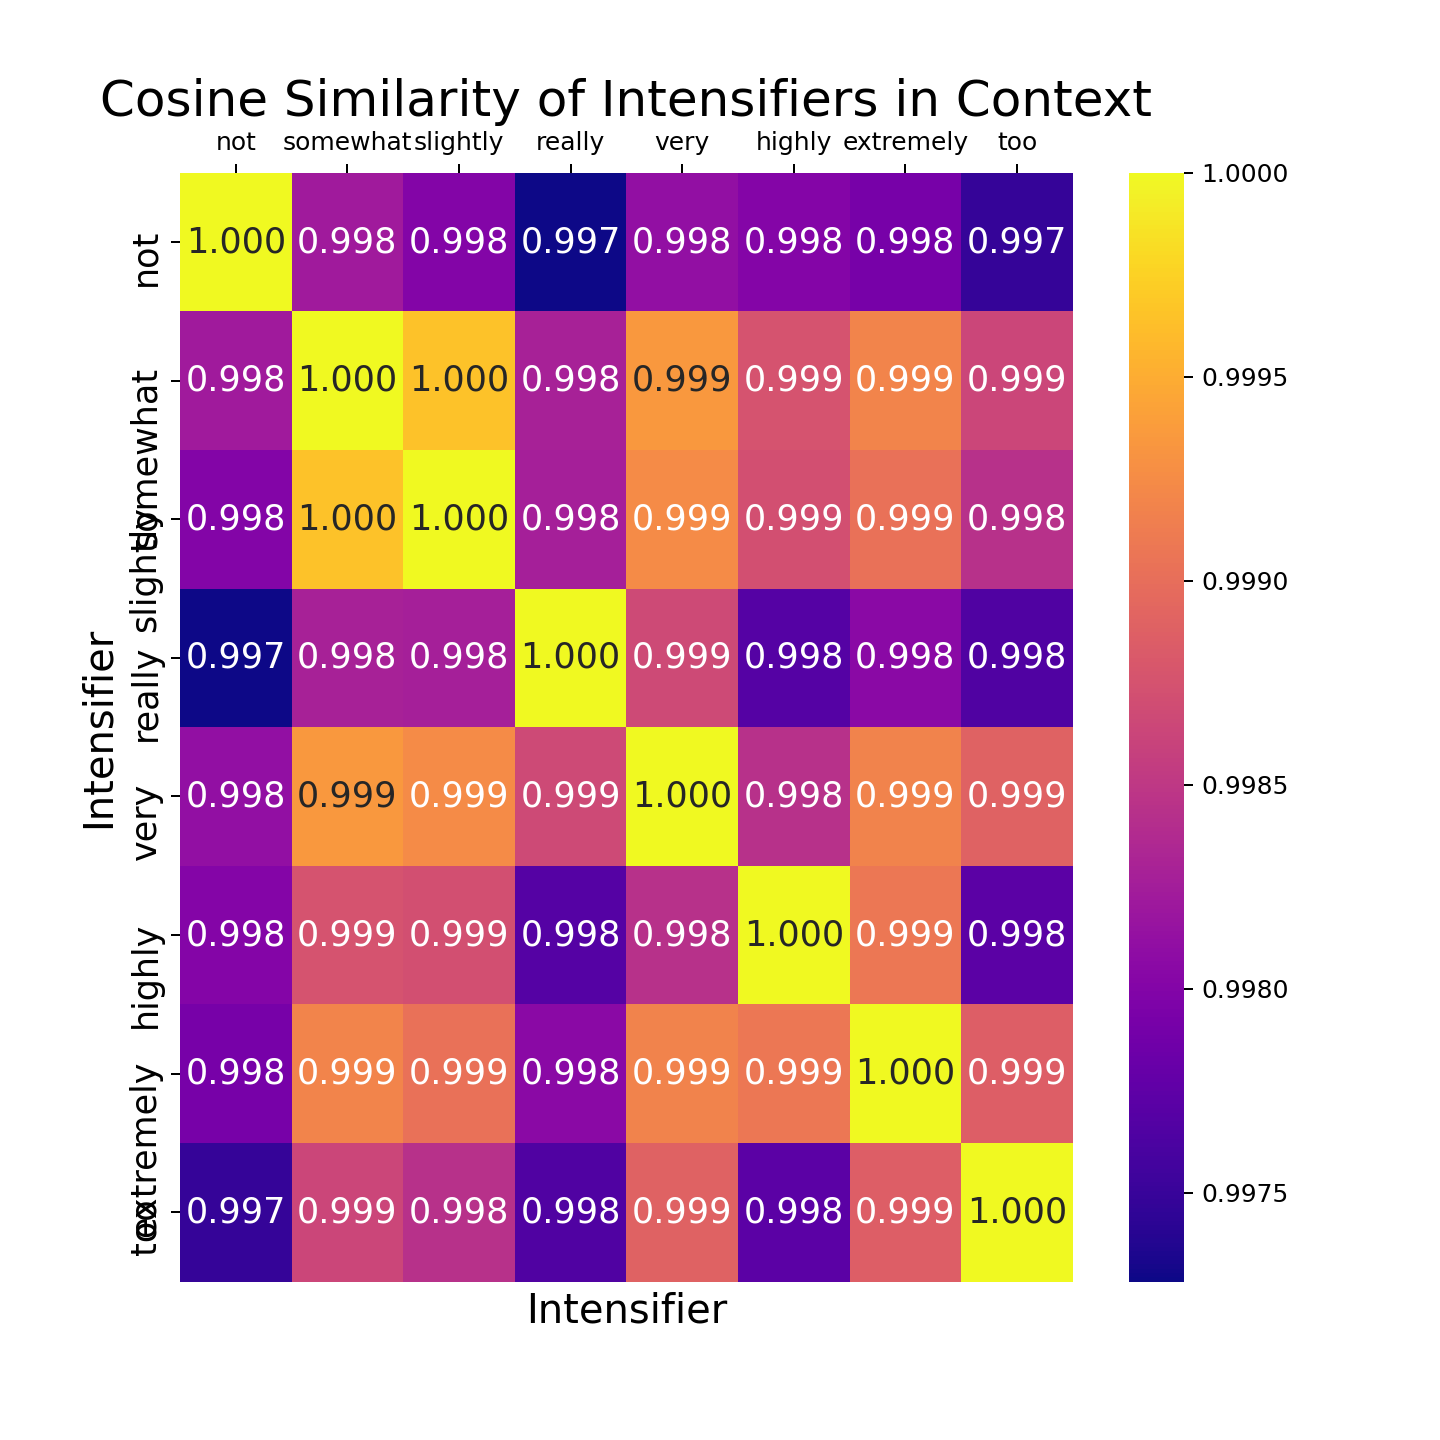 Cosine Similarity of Intensifiers in Context
not somewhat slightly really very highly extremely too
1.0000
not 1.000 0.998 0.998 0.997 0.998 0.998 0.998 0.997
0.9995
somewhat 0.998 1.000 1.000 0.998 0.999 0.999 0.999 0.999
slightly 0.998 1.000 1.000 0.998 0.999 0.999 0.999 0.998
0.9990
really 0.997 0.998 0.998 1.000 0.999 0.998 0.998 0.998
Intensifier
0.9985
very 0.998 0.999 0.999 0.999 1.000 0.998 0.999 0.999
highly 0.998 0.999 0.999 0.998 0.998 1.000 0.999 0.998
0.9980
extremely 0.998 0.999 0.999 0.998 0.999 0.999 1.000 0.999
0.9975
too 0.997 0.999 0.998 0.998 0.999 0.998 0.999 1.000
Intensifier